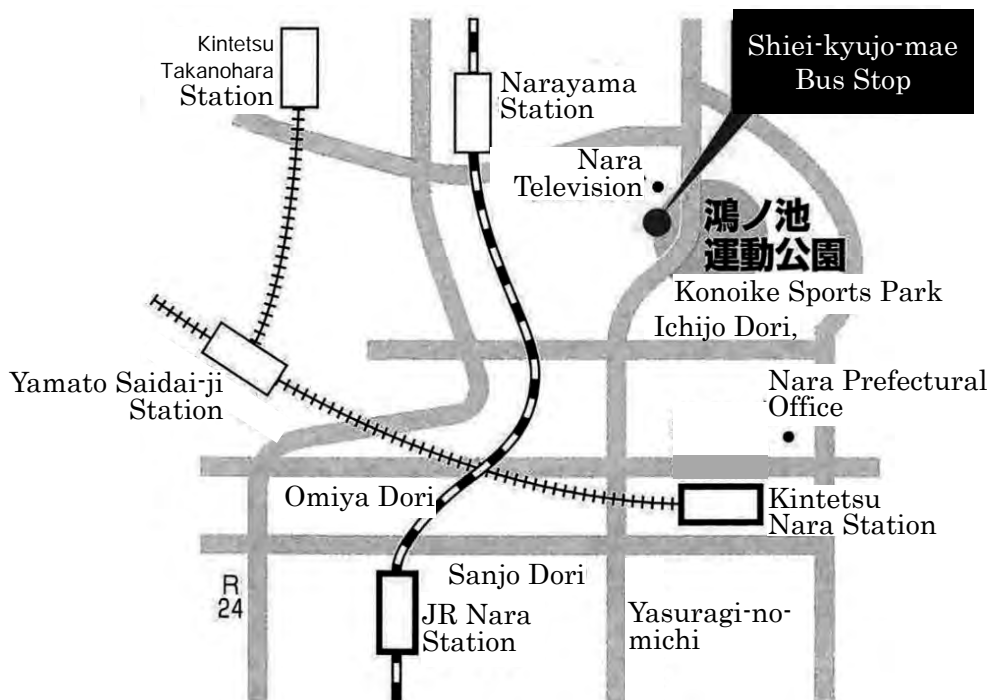 Kintetsu
Takanohara
Station
Narayama
Station
Shiei-kyujo-mae
Bus Stop
Nara
Television
鴻ノ池
運動公園
Konoike Sports Park
Ichijo Dori,
Yamato Saidai-ji
Station
Nara Prefectural
Office
Omiya Dori
Kintetsu
Nara Station
Sanjo Dori
R
24
JR Nara
Station
Yasuragi-no-
michi